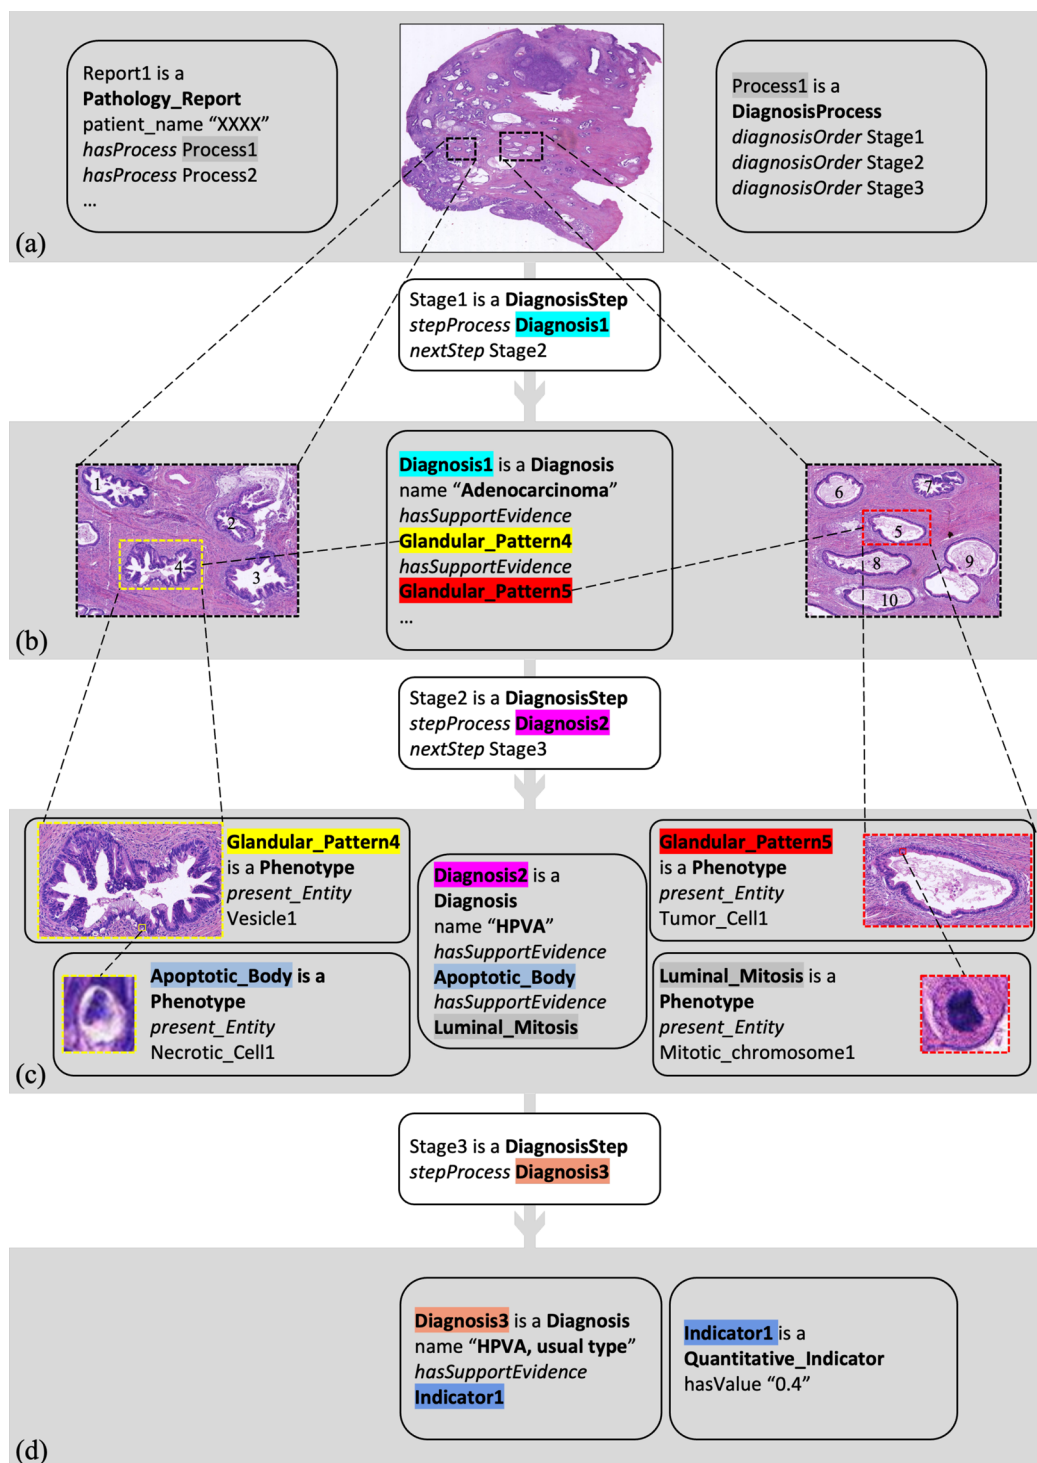 Report1 is a
Pathology_Report
patient_name “XXXX”
hasProcess Process1
hasProcess Process2
...
Process1 is a
DiagnosisProcess
diagnosisOrder Stage1
diagnosisOrder Stage2
diagnosisOrder Stage3
(a)
Stage1 is a DiagnosisStep
stepProcess Diagnosis1
nextStep Stage2
1
2
3
4
Diagnosis1 is a Diagnosis
name “Adenocarcinoma”
hasSupportEvidence
Glandular_Pattern4
hasSupportEvidence
Glandular_Pattern5
...
6
7
5
8
9
10
(b)
Stage2 is a DiagnosisStep
stepProcess Diagnosis2
nextStep Stage3
Glandular_Pattern4
is a Phenotype
present_Entity
Vesicle1
Apoptotic_Body is a
Phenotype
present_Entity
Necrotic_Cell1
Diagnosis2 is a
Diagnosis
name “HPVA”
hasSupportEvidence
Apoptotic_Body
hasSupportEvidence
Luminal_Mitosis
Glandular_Pattern5
is a Phenotype
present_Entity
Tumor_Cell1
Luminal_Mitosis is a
Phenotype
present_Entity
Mitotic_chromosome1
(c)
Stage3 is a DiagnosisStep
stepProcess Diagnosis3
Diagnosis3 is a Diagnosis
name “HPVA, usual type”
hasSupportEvidence
Indicator1
Indicator1 is a
Quantitative_Indicator
hasValue “0.4”
(d)